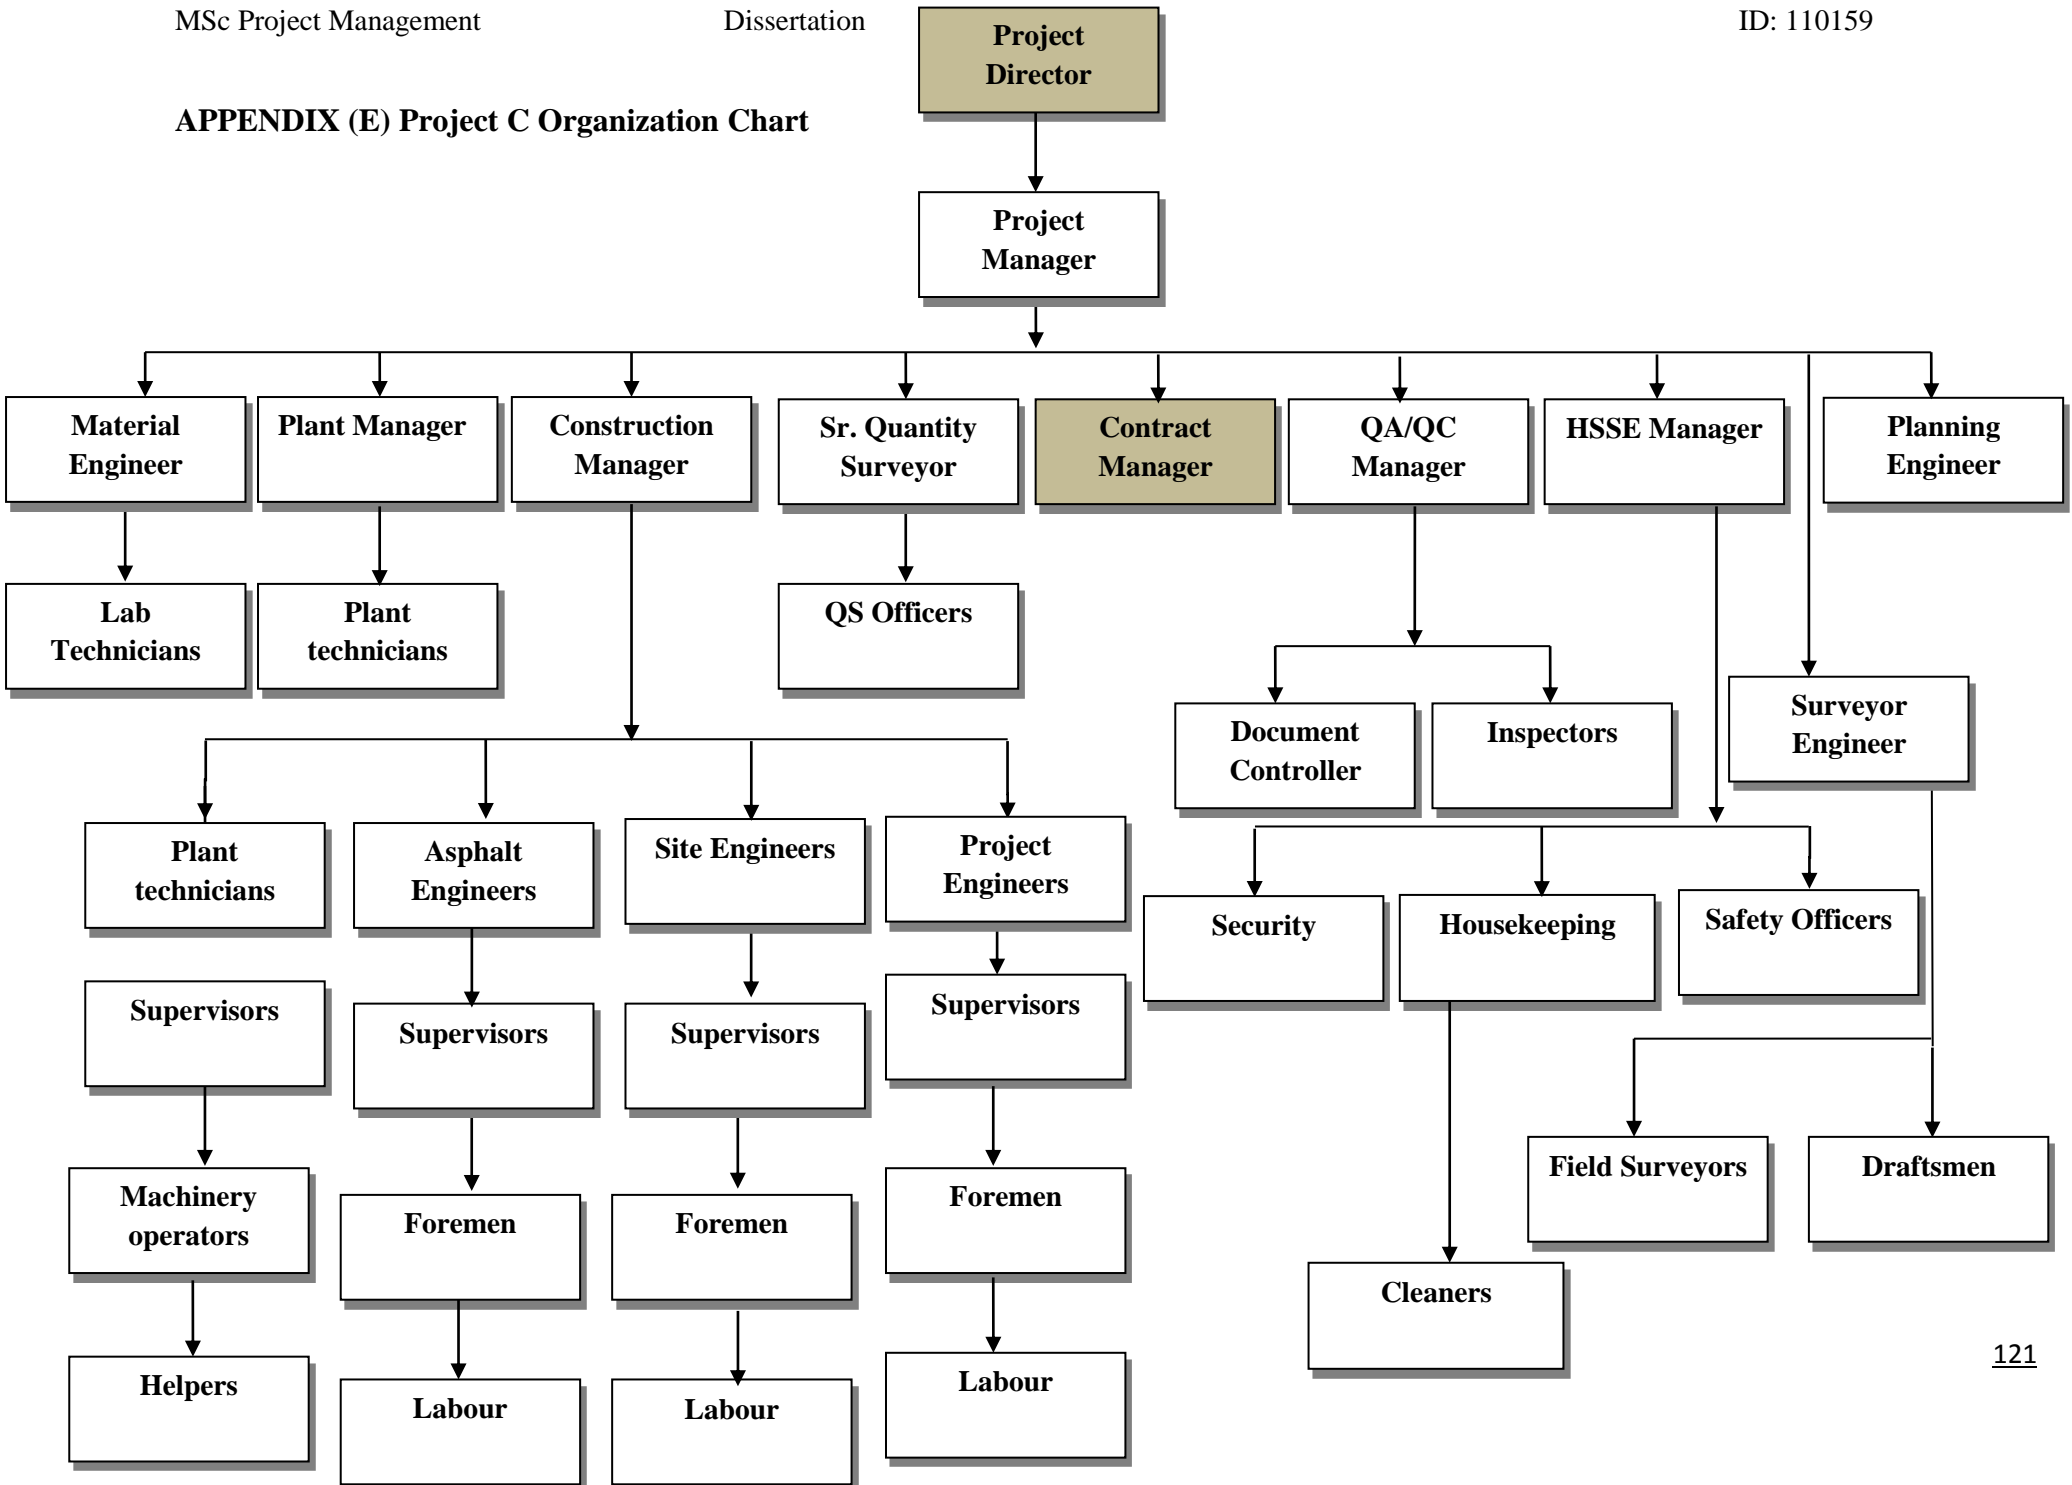 MSc Project Management Dissertation ID: 110159
Project
Director
APPENDIX (E) Project C Organization Chart
Project
Manager
Material
Engineer
Plant Manager
Construction
Manager
Sr. Quantity
Surveyor
Contract
Manager
QA/QC
Manager
HSSE Manager
Planning
Engineer
Lab
Technicians
Plant
technicians
QS Officers
Document
Controller
Inspectors
Surveyor
Engineer
Plant
technicians
Asphalt
Engineers
Site Engineers
Project
Engineers
Security
Housekeeping
Safety Officers
Supervisors
Supervisors
Supervisors
Supervisors
Machinery
operators
Foremen
Foremen
Foremen
Field Surveyors
Draftsmen
Cleaners
Helpers
Labour
Labour
Labour
121